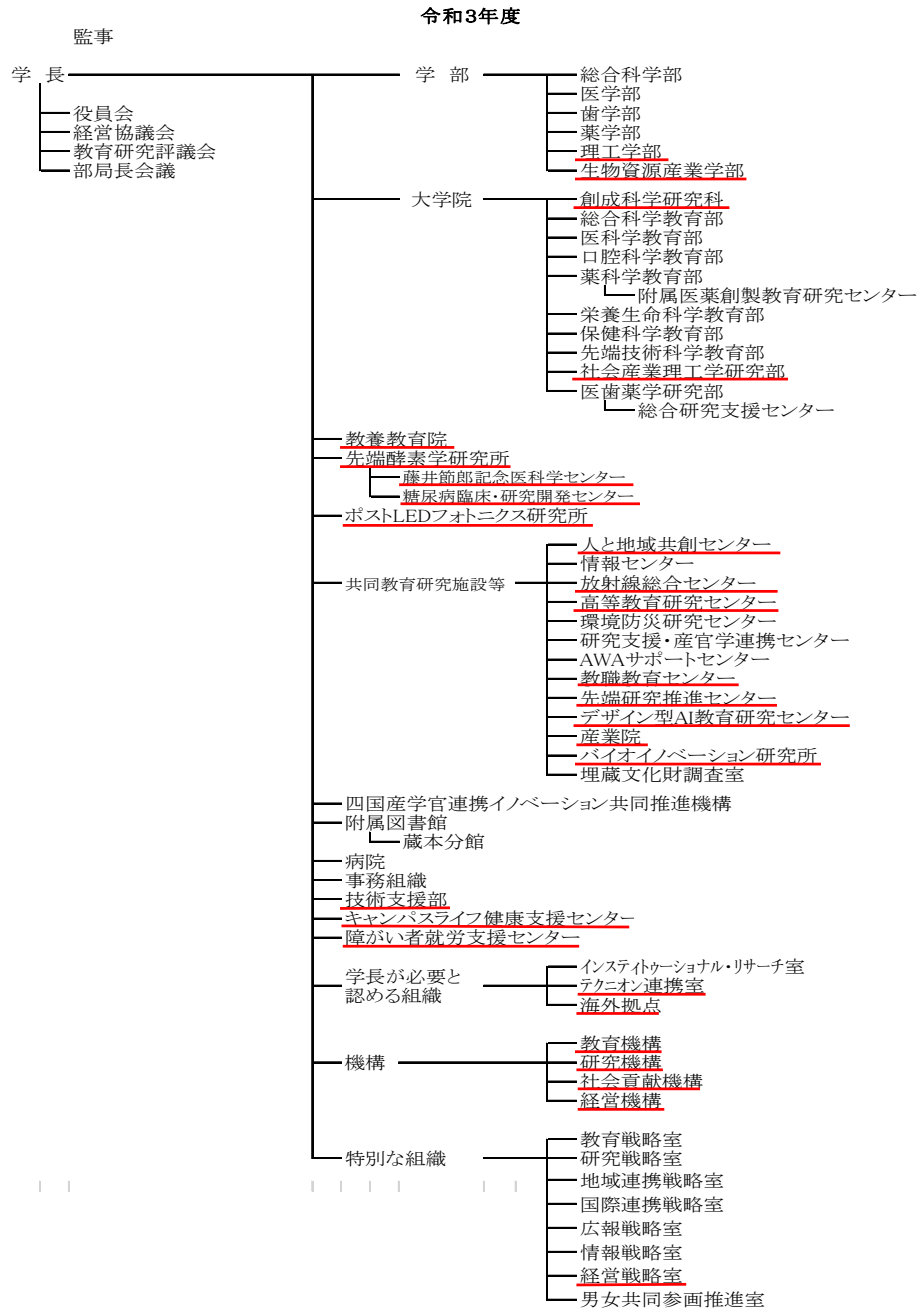 令和3年度
監事
学 長
役員会
経営協議会
教育研究評議会
部局長会議
学 部
総合科学部
医学部
歯学部
薬学部
理工学部
生物資源産業学部
大学院
創成科学研究科
総合科学教育部
医科学教育部
口腔科学教育部
薬科学教育部
附属医薬創製教育研究センター
栄養生命科学教育部
保健科学教育部
先端技術科学教育部
社会産業理工学研究部
医歯薬学研究部
総合研究支援センター
教養教育院
先端酵素学研究所
藤井節郎記念医科学センター
糖尿病臨床・研究開発センター
ポストLEDフォトニクス研究所
共同教育研究施設等
人と地域共創センター
情報センター
放射線総合センター
高等教育研究センター
環境防災研究センター
研究支援・産官学連携センター
AWAサポートセンター
教職教育センター
先端研究推進センター
デザイン型AI教育研究センター
産業院
バイオイノベーション研究所
埋蔵文化財調査室
四国産学官連携イノベーション共同推進機構
附属図書館
蔵本分館
病院
事務組織
技術支援部
キャンパスライフ健康支援センター
障がい者就労支援センター
学長が必要と
認める組織
インスティトゥーショナル・リサーチ室
テクニオン連携室
海外拠点
機構
教育機構
研究機構
社会貢献機構
経営機構
特別な組織
教育戦略室
研究戦略室
地域連携戦略室
国際連携戦略室
広報戦略室
情報戦略室
経営戦略室
男女共同参画推進室